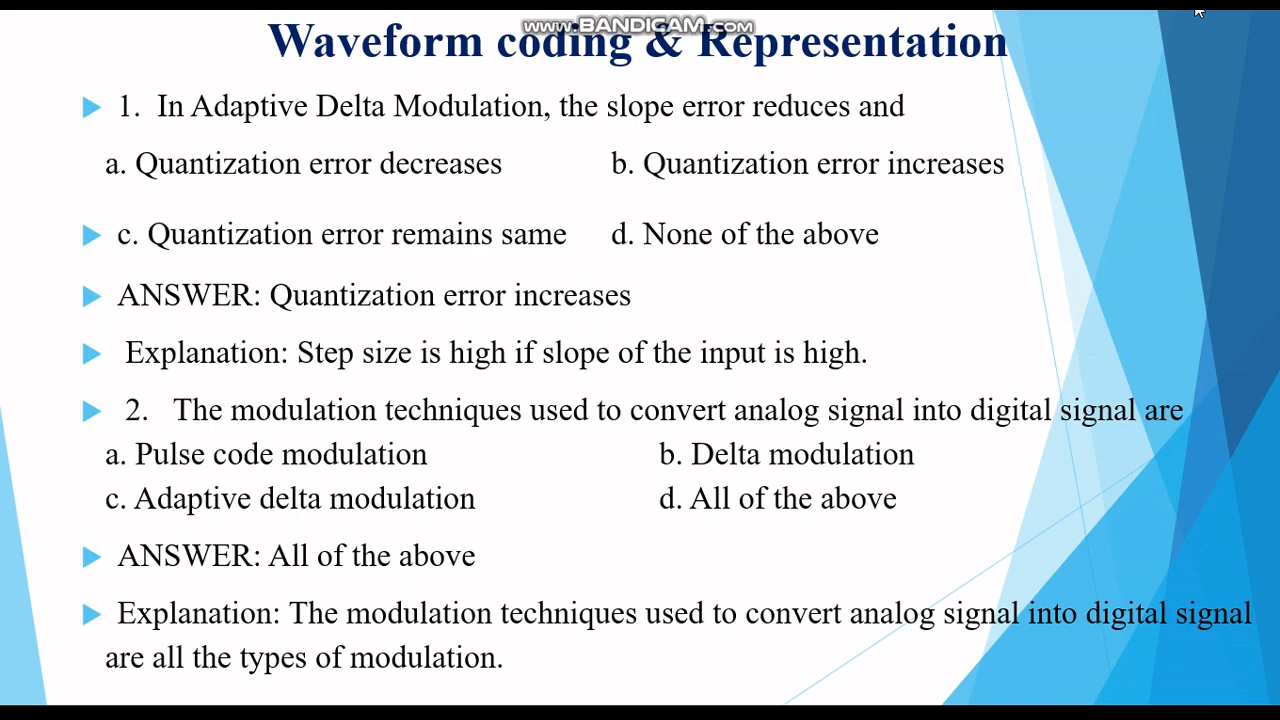 www.BANDICAM.com
Waveform coding & Representation
1. In Adaptive Delta Modulation, the slope error reduces and
a. Quantization error decreases b. Quantization error increases
c. Quantization error remains same d. None of the above
ANSWER: Quantization error increases
Explanation: Step size is high if slope of the input is high.
2. The modulation techniques used to convert analog signal into digital signal are
a. Pulse code modulation b. Delta modulation
c. Adaptive delta modulation d. All of the above
ANSWER: All of the above
Explanation: The modulation techniques used to convert analog signal into digital signal
are all the types of modulation.